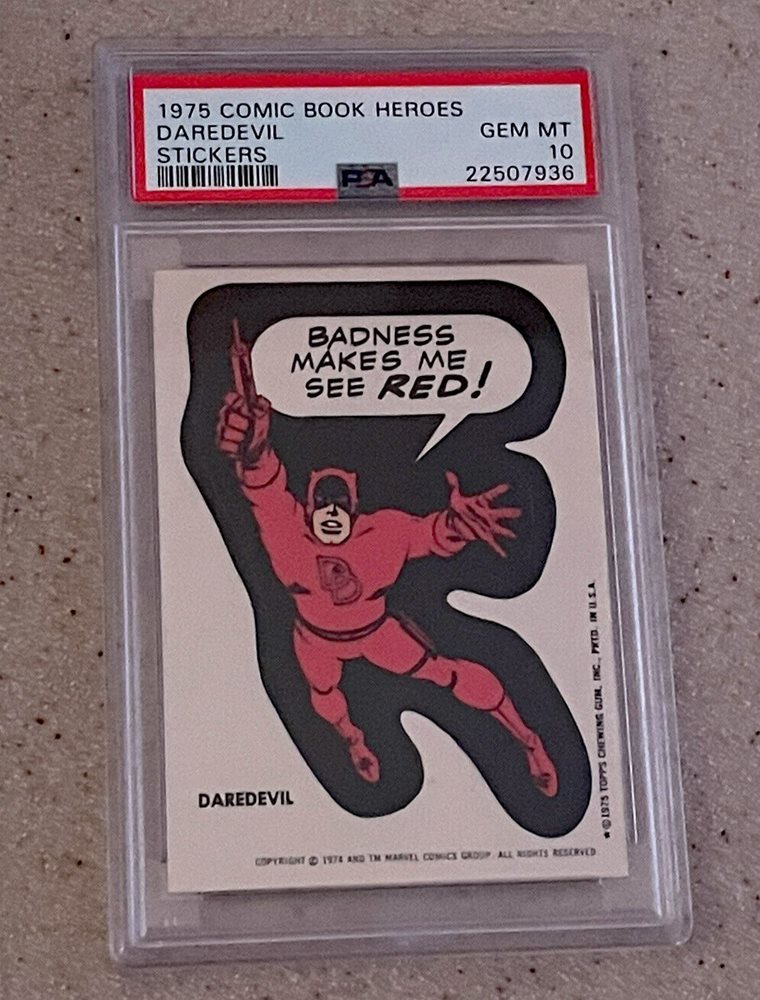 1975 COMIC BOOK HEROES
DAREDEVIL
GEM MT
STICKERS
10
PSA
22507936
BADNESS
MAKES ME
SEE RED!
DD
DAREDEVIL
★ © 1975 TOPPS CHEWING GUM, INC., PRTD. IN U.S.A.
COPYRIGHT © 1974 AND TM MARVEL COMICS GROUP. ALL RIGHTS RESERVED